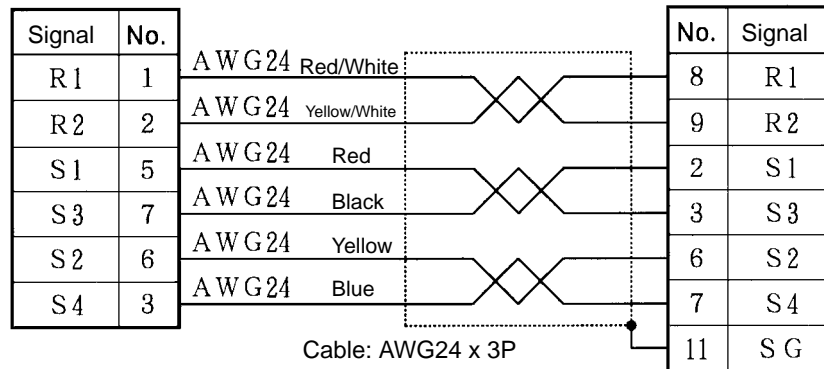 Signal No. No. Signal
R1 1 AWG24 Red/White 8 R1
R2 2 AWG24 Yellow/White 9 R2
S1 5 AWG24 Red 2 S1
S3 7 AWG24 Black 3 S3
S2 6 AWG24 Yellow 6 S2
S4 3 AWG24 Blue 7 S4
Cable: AWG24 x 3P 11 SG